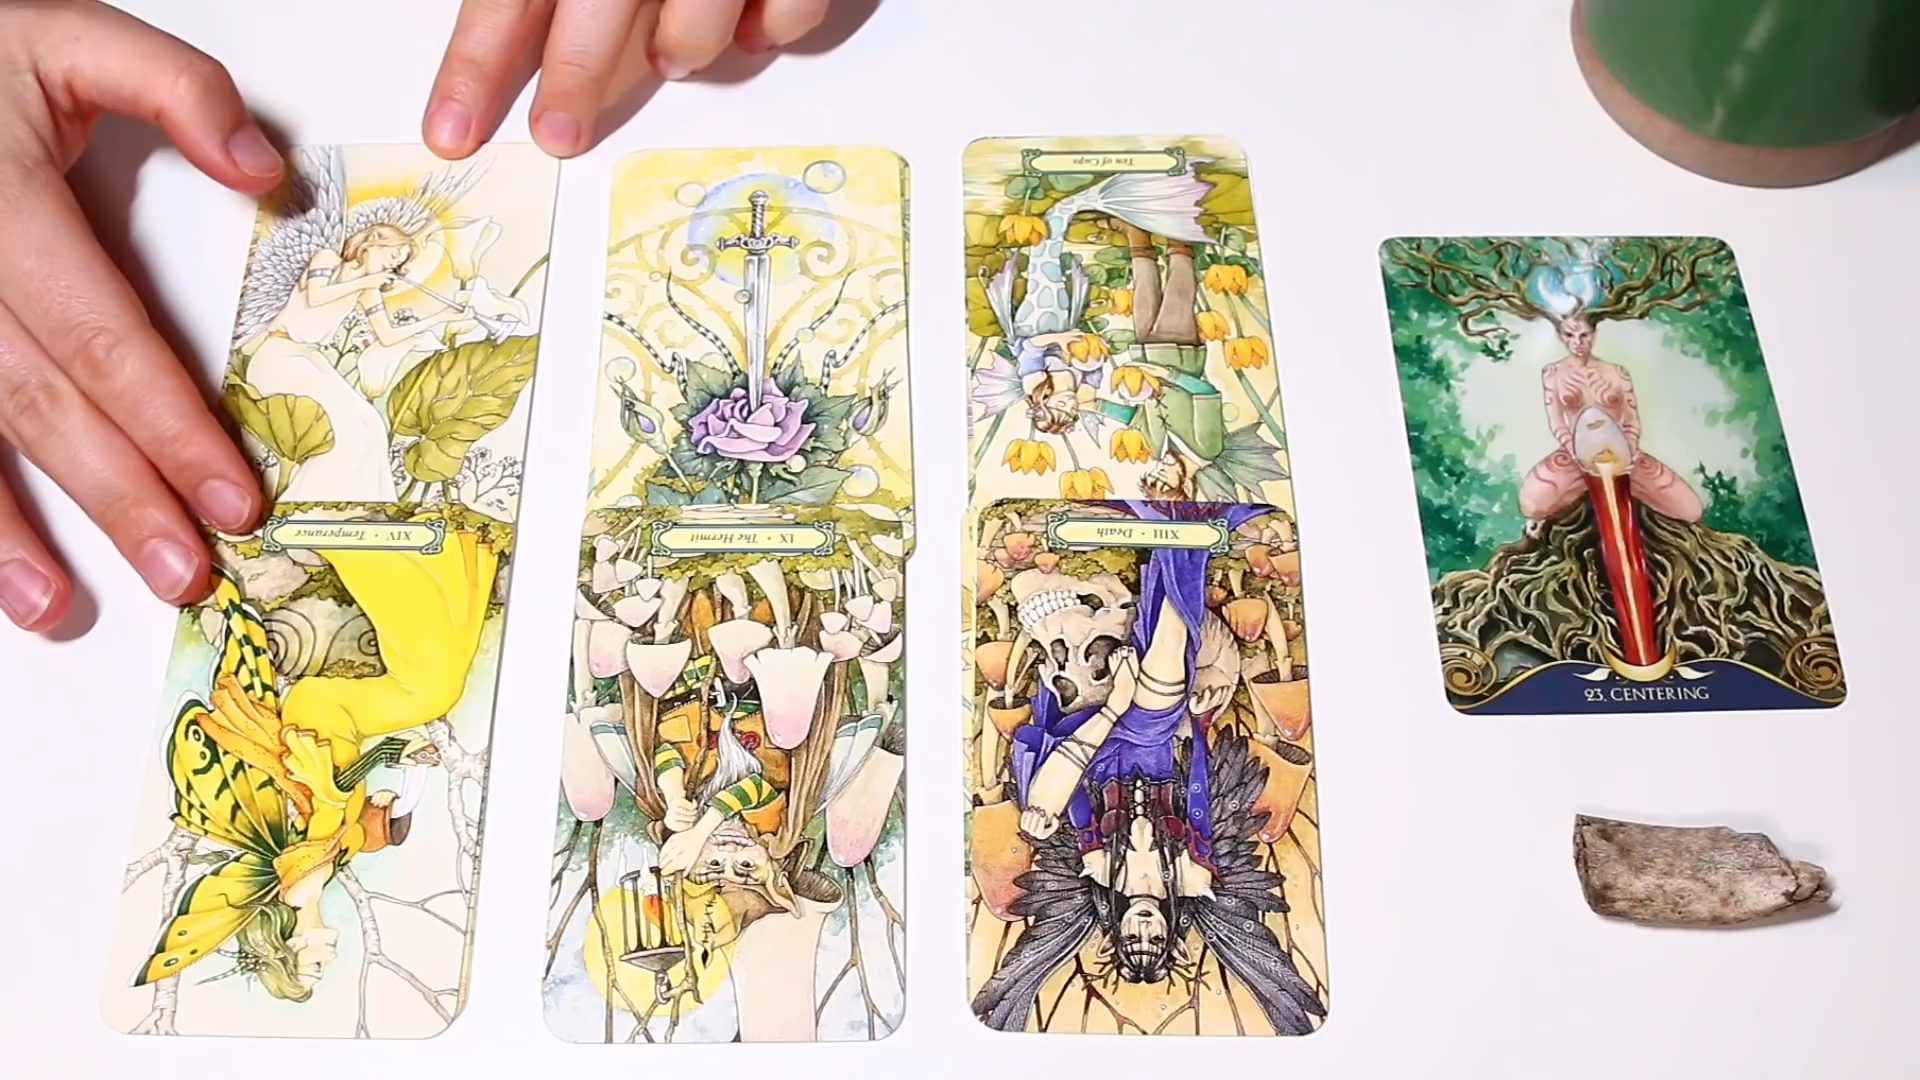 Ten of Cups
XIV · Temperance
IX · The Hermit
XIII · Death
23, CENTERING